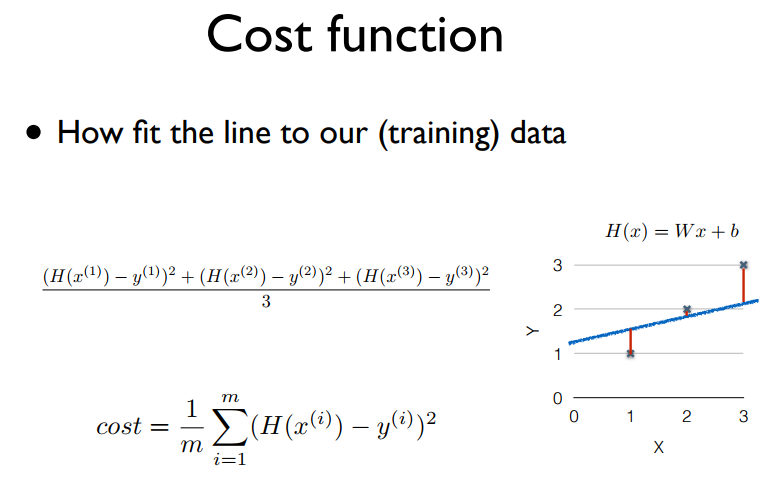 Cost function
• How fit the line to our (training) data
H(x) = Wx + b
(H(x^{(1)}) − y^{(1)})^2 + (H(x^{(2)}) − y^{(2)})^2 + (H(x^{(3)}) − y^{(3)})^2
3
cost = \frac{1}{m} \sum_{i=1}^{m} (H(x^{(i)}) − y^{(i)})^2
3
2
1
0
Y
0 1 2 3
X